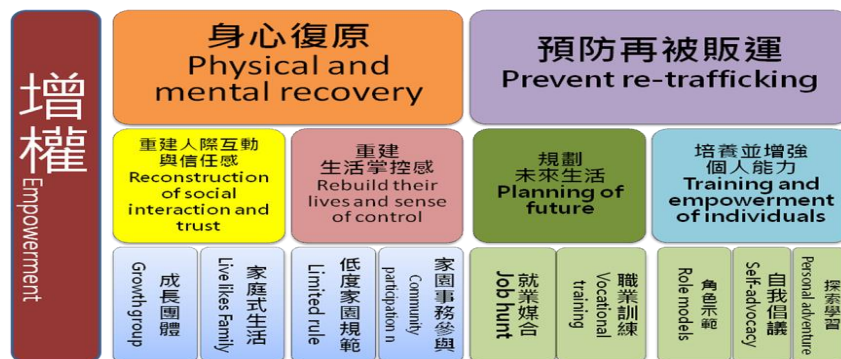 增權
Empowerment
身心復原
Physical and
mental recovery
預防再被販運
Prevent re-trafficking
重建人際互動
與信任感
Reconstruction
of social
interaction and
trust
重建
生活掌控感
Rebuild their
lives and sense
of control
規劃
未來生活
Planning of
future
培養並增強
個人能力
Training and
empowerment
of individuals
成長團體
Growth group
家庭式生活
Live likes Family
低度家園規範
Limited rule
家園事務參與
Community
participation n
就業媒合
Job hunt
職業訓練
Vocational
training
角色示範
Role models
自我倡議
Self-advocacy
探索學習
Personal adventure